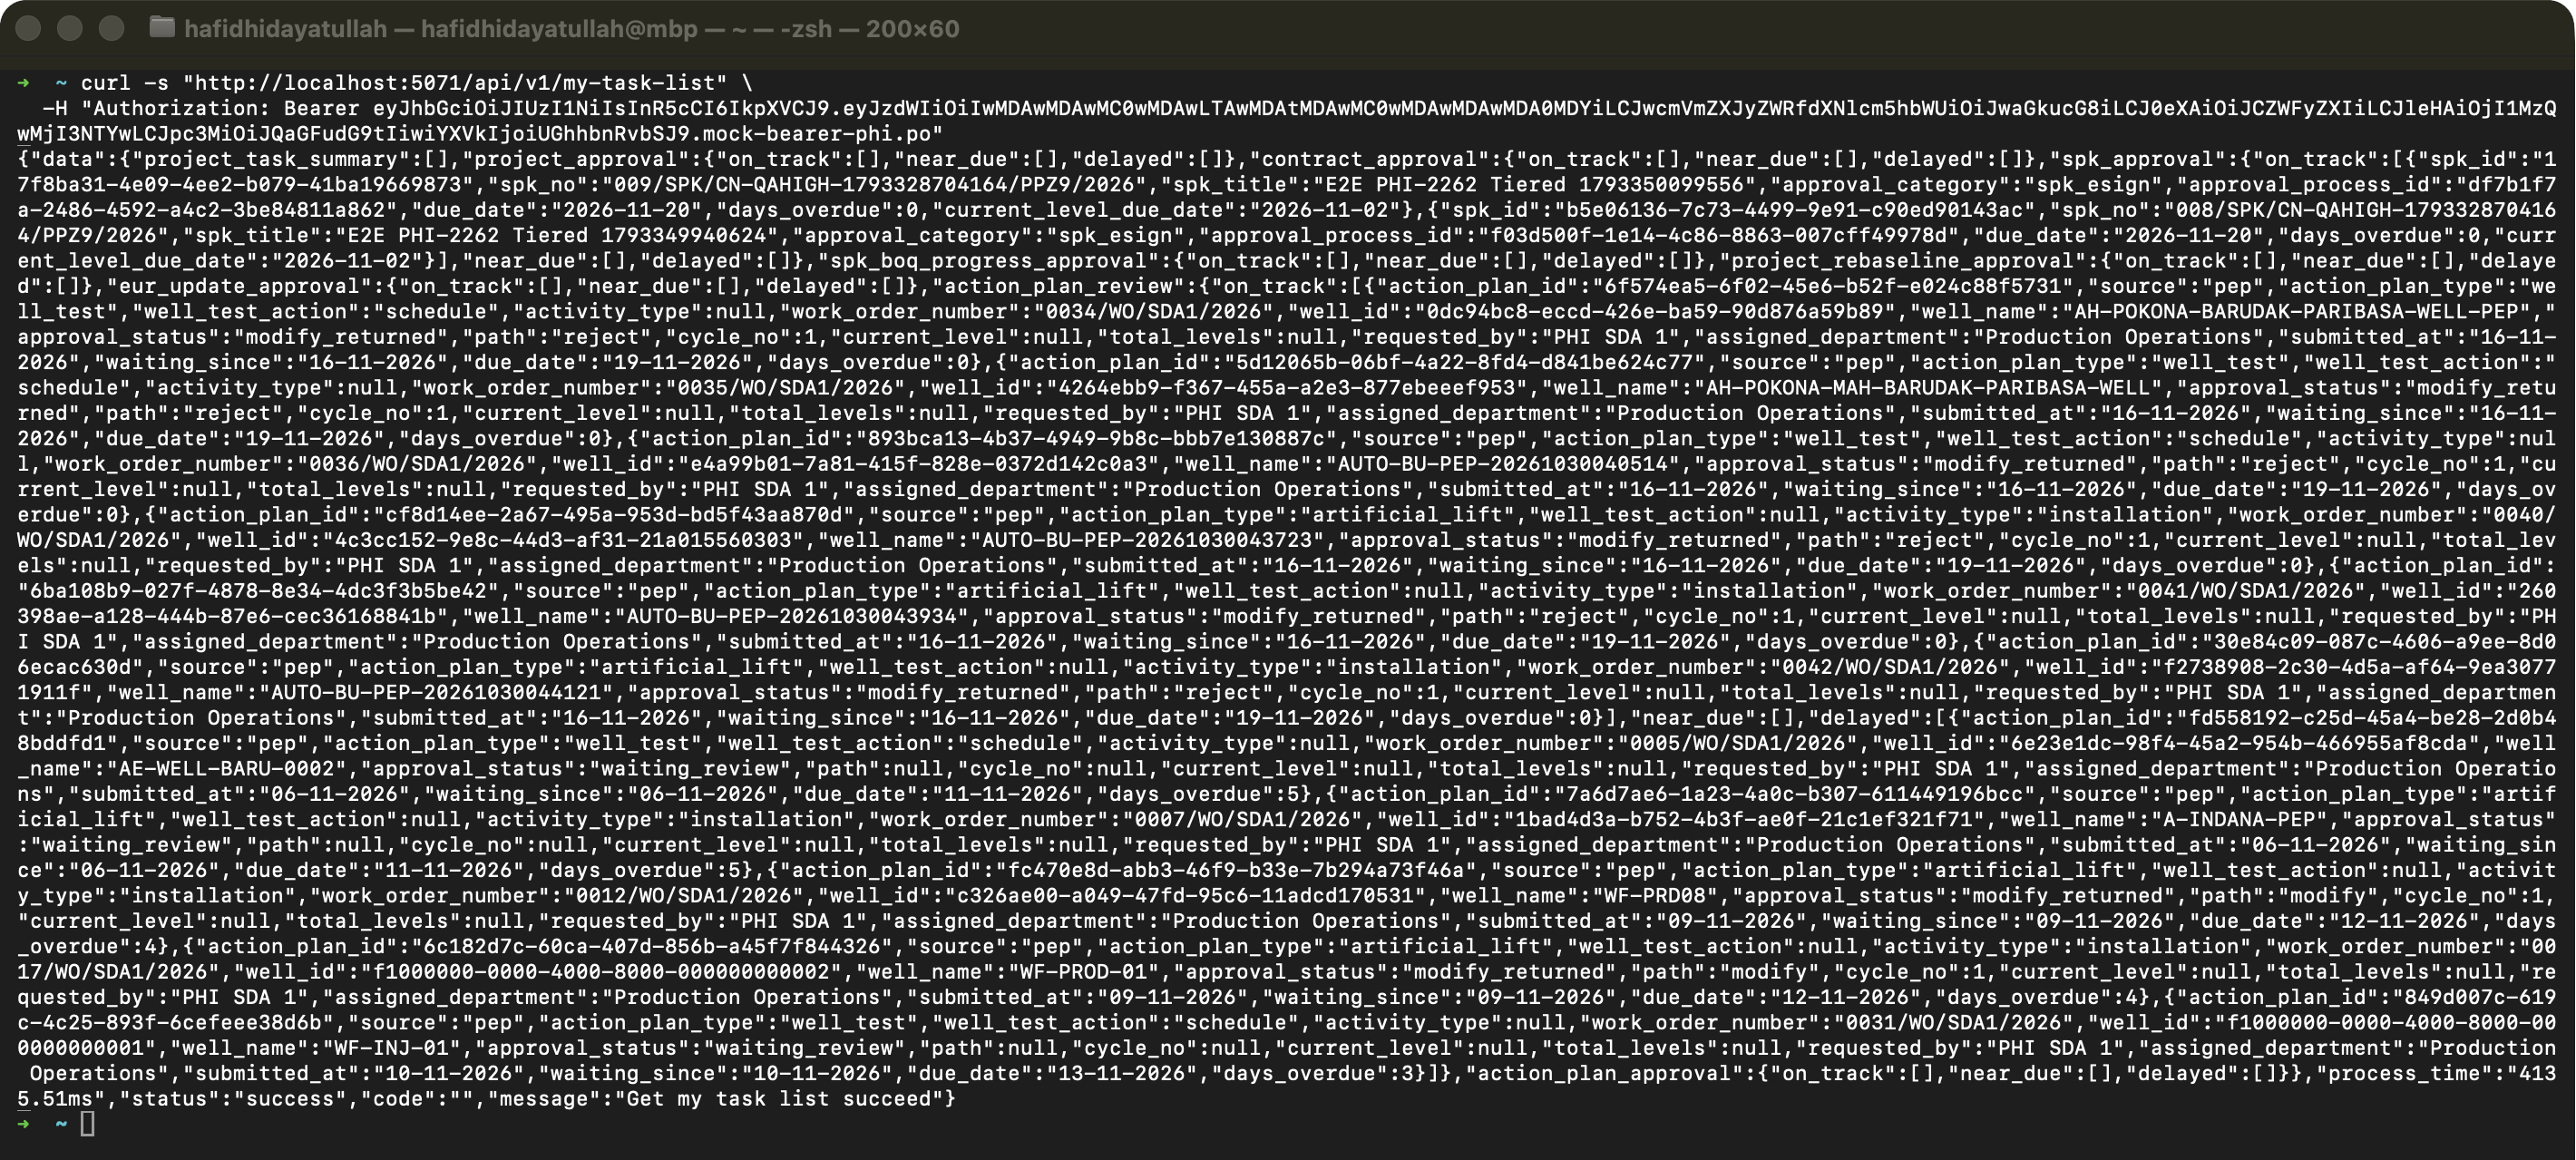 hafidhidayatullah — hafidhidayatullah@mbp — ~ — -zsh — 200×60
➜  ~ curl -s "http://localhost:5071/api/v1/my-task-list" \
  -H "Authorization: Bearer eyJhbGciOiJIUzI1NiIsInR5cCI6IkpXVCJ9.eyJzdWIiOiIwMDAwMDAwMC0wMDAwLTAwMDAtMDAwMC0wMDAwMDAwMDA0MDYiLCJwcmVmZXJyZWRfdXNlcm5hbWUiOiJwaGkucG8iLCJ0eXAiOiJCZWFyZXIiLCJleHAiOjI1MzQ
wMjI3NTYwLCJpc3MiOiJQaGFudG9tIiwiYXVkIjoiUGhhbnRvbSJ9.mock-bearer-phi.po"
{"data":{"project_task_summary":[],"project_approval":{"on_track":[],"near_due":[],"delayed":[]},"contract_approval":{"on_track":[],"near_due":[],"delayed":[]},"spk_approval":{"on_track":[{"spk_id":"1
7f8ba31-4e09-4ee2-b079-41ba19669873","spk_no":"009/SPK/CN-QAHIGH-1793328704164/PPZ9/2026","spk_title":"E2E PHI-2262 Tiered 1793350099556","approval_category":"spk_esign","approval_process_id":"df7b1f7
a-2486-4592-a4c2-3be84811a862","due_date":"2026-11-20","days_overdue":0,"current_level_due_date":"2026-11-02"},{"spk_id":"b5e06136-7c73-4499-9e91-c90ed90143ac","spk_no":"008/SPK/CN-QAHIGH-179332870416
4/PPZ9/2026","spk_title":"E2E PHI-2262 Tiered 1793349940624","approval_category":"spk_esign","approval_process_id":"f03d500f-1e14-4c86-8863-007cff49978d","due_date":"2026-11-20","days_overdue":0,"curr
ent_level_due_date":"2026-11-02"}],"near_due":[],"delayed":[]},"spk_boq_progress_approval":{"on_track":[],"near_due":[],"delayed":[]},"project_rebaseline_approval":{"on_track":[],"near_due":[],"delaye
d":[]},"eur_update_approval":{"on_track":[],"near_due":[],"delayed":[]},"action_plan_review":{"on_track":[{"action_plan_id":"6f574ea5-6f02-45e6-b52f-e024c88f5731","source":"pep","action_plan_type":"we
ll_test","well_test_action":"schedule","activity_type":null,"work_order_number":"0034/WO/SDA1/2026","well_id":"0dc94bc8-eccd-426e-ba59-90d876a59b89","well_name":"AH-POKONA-BARUDAK-PARIBASA-WELL-PEP","
approval_status":"modify_returned","path":"reject","cycle_no":1,"current_level":null,"total_levels":null,"requested_by":"PHI SDA 1","assigned_department":"Production Operations","submitted_at":"16-11-
2026","waiting_since":"16-11-2026","due_date":"19-11-2026","days_overdue":0},{"action_plan_id":"5d12065b-06bf-4a22-8fd4-d841be624c77","source":"pep","action_plan_type":"well_test","well_test_action":"
schedule","activity_type":null,"work_order_number":"0035/WO/SDA1/2026","well_id":"4264ebb9-f367-455a-a2e3-877ebeeef953","well_name":"AH-POKONA-MAH-BARUDAK-PARIBASA-WELL","approval_status":"modify_retu
rned","path":"reject","cycle_no":1,"current_level":null,"total_levels":null,"requested_by":"PHI SDA 1","assigned_department":"Production Operations","submitted_at":"16-11-2026","waiting_since":"16-11-
2026","due_date":"19-11-2026","days_overdue":0},{"action_plan_id":"893bca13-4b37-4949-9b8c-bbb7e130887c","source":"pep","action_plan_type":"well_test","well_test_action":"schedule","activity_type":nul
l,"work_order_number":"0036/WO/SDA1/2026","well_id":"e4a99b01-7a81-415f-828e-0372d142c0a3","well_name":"AUTO-BU-PEP-20261030040514","approval_status":"modify_returned","path":"reject","cycle_no":1,"cu
rrent_level":null,"total_levels":null,"requested_by":"PHI SDA 1","assigned_department":"Production Operations","submitted_at":"16-11-2026","waiting_since":"16-11-2026","due_date":"19-11-2026","days_ov
erdue":0},{"action_plan_id":"cf8d14ee-2a67-495a-953d-bd5f43aa870d","source":"pep","action_plan_type":"artificial_lift","well_test_action":null,"activity_type":"installation","work_order_number":"0040/
WO/SDA1/2026","well_id":"4c3cc152-9e8c-44d3-af31-21a015560303","well_name":"AUTO-BU-PEP-20261030043723","approval_status":"modify_returned","path":"reject","cycle_no":1,"current_level":null,"total_lev
els":null,"requested_by":"PHI SDA 1","assigned_department":"Production Operations","submitted_at":"16-11-2026","waiting_since":"16-11-2026","due_date":"19-11-2026","days_overdue":0},{"action_plan_id":
"6ba108b9-027f-4878-8e34-4dc3f3b5be42","source":"pep","action_plan_type":"artificial_lift","well_test_action":null,"activity_type":"installation","work_order_number":"0041/WO/SDA1/2026","well_id":"260
398ae-a128-444b-87e6-cec36168841b","well_name":"AUTO-BU-PEP-20261030043934","approval_status":"modify_returned","path":"reject","cycle_no":1,"current_level":null,"total_levels":null,"requested_by":"PH
I SDA 1","assigned_department":"Production Operations","submitted_at":"16-11-2026","waiting_since":"16-11-2026","due_date":"19-11-2026","days_overdue":0},{"action_plan_id":"30e84c09-087c-4606-a9ee-8d0
6ecac630d","source":"pep","action_plan_type":"artificial_lift","well_test_action":null,"activity_type":"installation","work_order_number":"0042/WO/SDA1/2026","well_id":"f2738908-2c30-4d5a-af64-9ea3077
1911f","well_name":"AUTO-BU-PEP-20261030044121","approval_status":"modify_returned","path":"reject","cycle_no":1,"current_level":null,"total_levels":null,"requested_by":"PHI SDA 1","assigned_departmen
t":"Production Operations","submitted_at":"16-11-2026","waiting_since":"16-11-2026","due_date":"19-11-2026","days_overdue":0}],"near_due":[],"delayed":[{"action_plan_id":"fd558192-c25d-45a4-be28-2d0b4
8bddfd1","source":"pep","action_plan_type":"well_test","well_test_action":"schedule","activity_type":null,"work_order_number":"0005/WO/SDA1/2026","well_id":"6e23e1dc-98f4-45a2-954b-466955af8cda","well
_name":"AE-WELL-BARU-0002","approval_status":"waiting_review","path":null,"cycle_no":null,"current_level":null,"total_levels":null,"requested_by":"PHI SDA 1","assigned_department":"Production Operatio
ns","submitted_at":"06-11-2026","waiting_since":"06-11-2026","due_date":"11-11-2026","days_overdue":5},{"action_plan_id":"7a6d7ae6-1a23-4a0c-b307-611449196bcc","source":"pep","action_plan_type":"artif
icial_lift","well_test_action":null,"activity_type":"installation","work_order_number":"0007/WO/SDA1/2026","well_id":"1bad4d3a-b752-4b3f-ae0f-21c1ef321f71","well_name":"A-INDANA-PEP","approval_status"
:"waiting_review","path":null,"cycle_no":null,"current_level":null,"total_levels":null,"requested_by":"PHI SDA 1","assigned_department":"Production Operations","submitted_at":"06-11-2026","waiting_sin
ce":"06-11-2026","due_date":"11-11-2026","days_overdue":5},{"action_plan_id":"fc470e8d-abb3-46f9-b33e-7b294a73f46a","source":"pep","action_plan_type":"artificial_lift","well_test_action":null,"activit
y_type":"installation","work_order_number":"0012/WO/SDA1/2026","well_id":"c326ae00-a049-47fd-95c6-11adcd170531","well_name":"WF-PRD08","approval_status":"modify_returned","path":"modify","cycle_no":1,
"current_level":null,"total_levels":null,"requested_by":"PHI SDA 1","assigned_department":"Production Operations","submitted_at":"09-11-2026","waiting_since":"09-11-2026","due_date":"12-11-2026","days
_overdue":4},{"action_plan_id":"6c182d7c-60ca-407d-856b-a45f7f844326","source":"pep","action_plan_type":"artificial_lift","well_test_action":null,"activity_type":"installation","work_order_number":"00
17/WO/SDA1/2026","well_id":"f1000000-0000-4000-8000-000000000002","well_name":"WF-PROD-01","approval_status":"modify_returned","path":"modify","cycle_no":1,"current_level":null,"total_levels":null,"re
quested_by":"PHI SDA 1","assigned_department":"Production Operations","submitted_at":"09-11-2026","waiting_since":"09-11-2026","due_date":"12-11-2026","days_overdue":4},{"action_plan_id":"849d007c-619
c-4c25-893f-6cefeee38d6b","source":"pep","action_plan_type":"well_test","well_test_action":"schedule","activity_type":null,"work_order_number":"0031/WO/SDA1/2026","well_id":"f1000000-0000-4000-8000-00
0000000001","well_name":"WF-INJ-01","approval_status":"waiting_review","path":null,"cycle_no":null,"current_level":null,"total_levels":null,"requested_by":"PHI SDA 1","assigned_department":"Production
 Operations","submitted_at":"10-11-2026","waiting_since":"10-11-2026","due_date":"13-11-2026","days_overdue":3}]},"action_plan_approval":{"on_track":[],"near_due":[],"delayed":[]}},"process_time":"413
5.51ms","status":"success","code":"","message":"Get my task list succeed"}
➜  ~